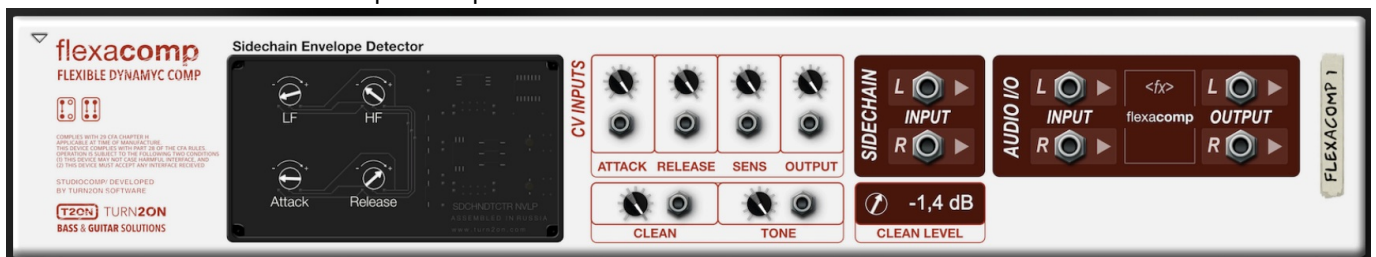 flexacomp
FLEXIBLE DYNAMYC COMP
COMPLIES WITH 29 CFA CHAPTER H
APPLICABLE AT TIME OF MANUFACTURE.
THIS DEVICE COMPLIES WITH PART 28 OF THE CFA RULES.
OPERATION IS SUBJECT TO THE FOLLOWING TWO CONDITIONS
(1) THIS DEVICE MAY NOT CASE HARMFUL INTERFACE, AND
(2) THIS DEVICE MUST ACCEPT ANY INTERFACE RECIEVED
STUDIOCOMP/ DEVELOPED
BY TURN2ON SOFTWARE
T2ON TURN2ON
BASS & GUITAR SOLUTIONS
Sidechain Envelope Detector
LF HF
Attack Release
SDCHNDTCTR NVLP
ASSEMBLED IN RUSSIA
www.turn2on.com
CV INPUTS
ATTACK RELEASE SENS OUTPUT
CLEAN TONE
SIDECHAIN
L
INPUT
R
-1,4 dB
CLEAN LEVEL
AUDIO I/O
L <fx> L
INPUT flexacomp OUTPUT
R R
FLEXACOMP 1